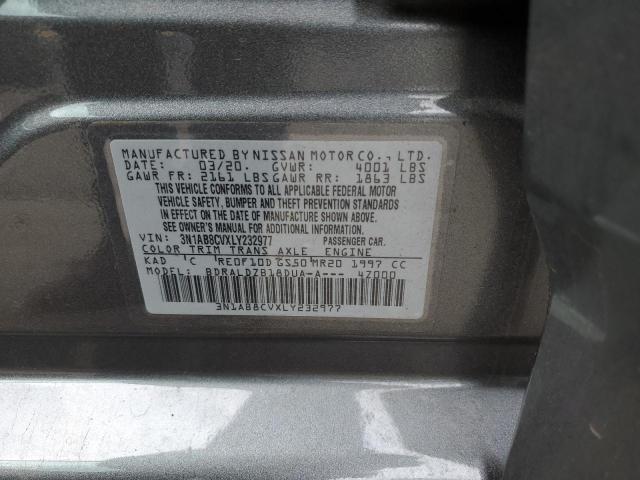 MANUFACTURED BY NISSAN MOTOR CO., LTD.
DATE: 03/20. GVWR: 4001 LBS
GAWR FR: 2161 LBS GAWR RR: 1863 LBS
THIS VEHICLE CONFORMS TO ALL APPLICABLE FEDERAL MOTOR
VEHICLE SAFETY, BUMPER AND THEFT PREVENTION STANDARDS
IN EFFECT ON THE DATE OF MANUFACTURE SHOWN ABOVE.
SEE OWNER'S MANUAL FOR ADDITIONAL INFORMATION.
VIN: 3N1AB8CVXLY232977 PASSENGER CAR.
COLOR TRIM TRANS AXLE ENGINE
KAD C RE0F10D GS50 MR20 1997 CC
MODEL: BDRALDZB18DUA-A--- 4Z000
3N1AB8CVXLY232977